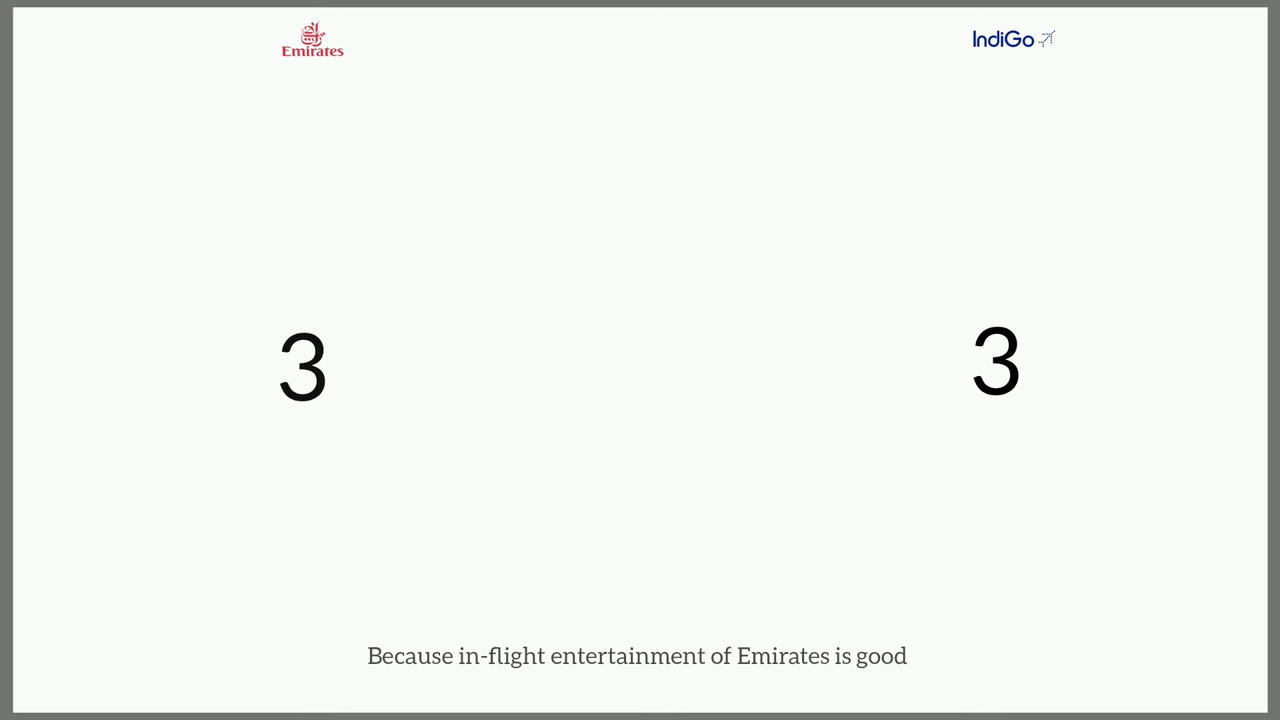 Emirates
IndiGo
3
3
Because in-flight entertainment of Emirates is good